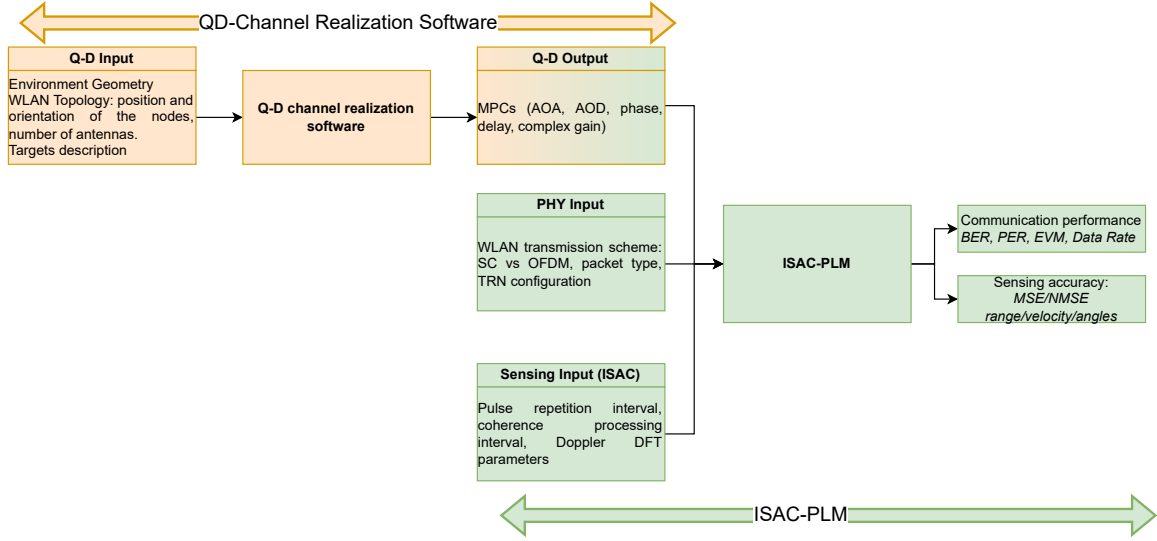 QD-Channel Realization Software
Q-D Input
Environment Geometry
WLAN Topology: position and
orientation of the nodes,
number of antennas.
Targets description
Q-D channel realization
software
Q-D Output
MPCs (AOA, AOD, phase,
delay, complex gain)
PHY Input
WLAN transmission scheme:
SC vs OFDM, packet type,
TRN configuration
Sensing Input (ISAC)
Pulse repetition interval,
coherence processing
interval, Doppler DFT
parameters
ISAC-PLM
Communication performance
BER, PER, EVM, Data Rate
Sensing accuracy:
MSE/NMSE
range/velocity/angles
ISAC-PLM